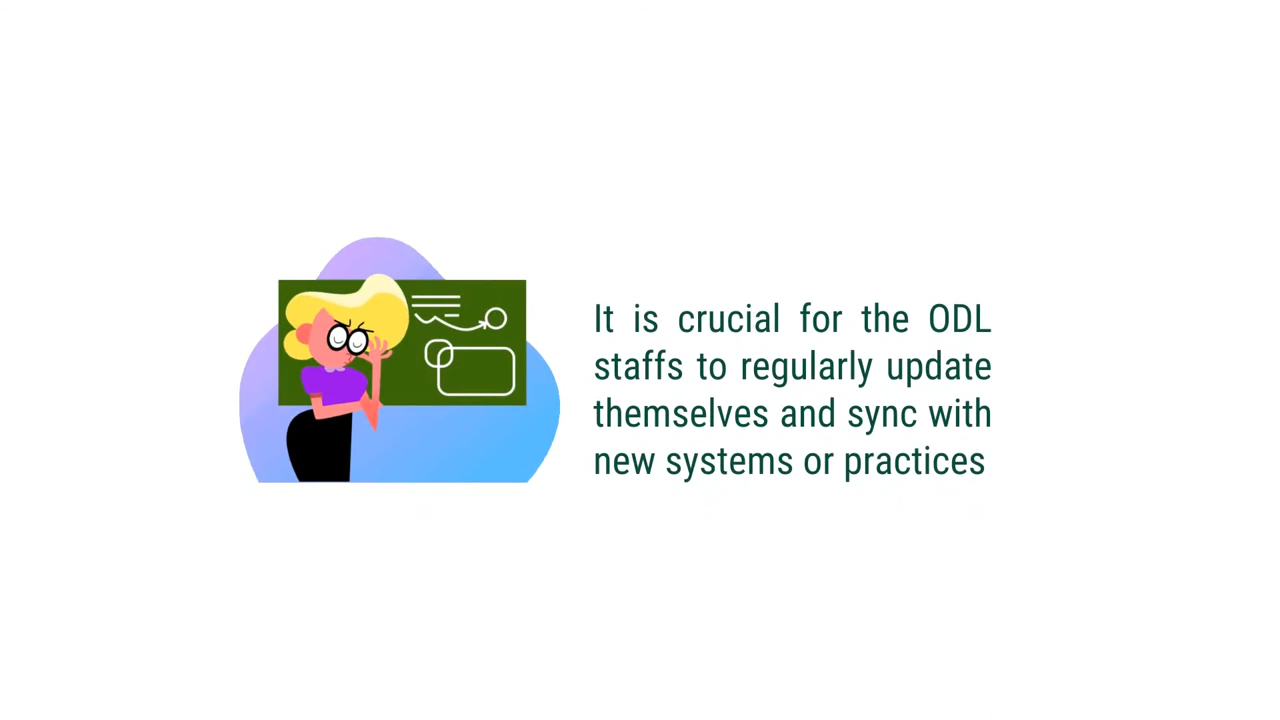 It is crucial for the ODL
staffs to regularly update
themselves and sync with
new systems or practices